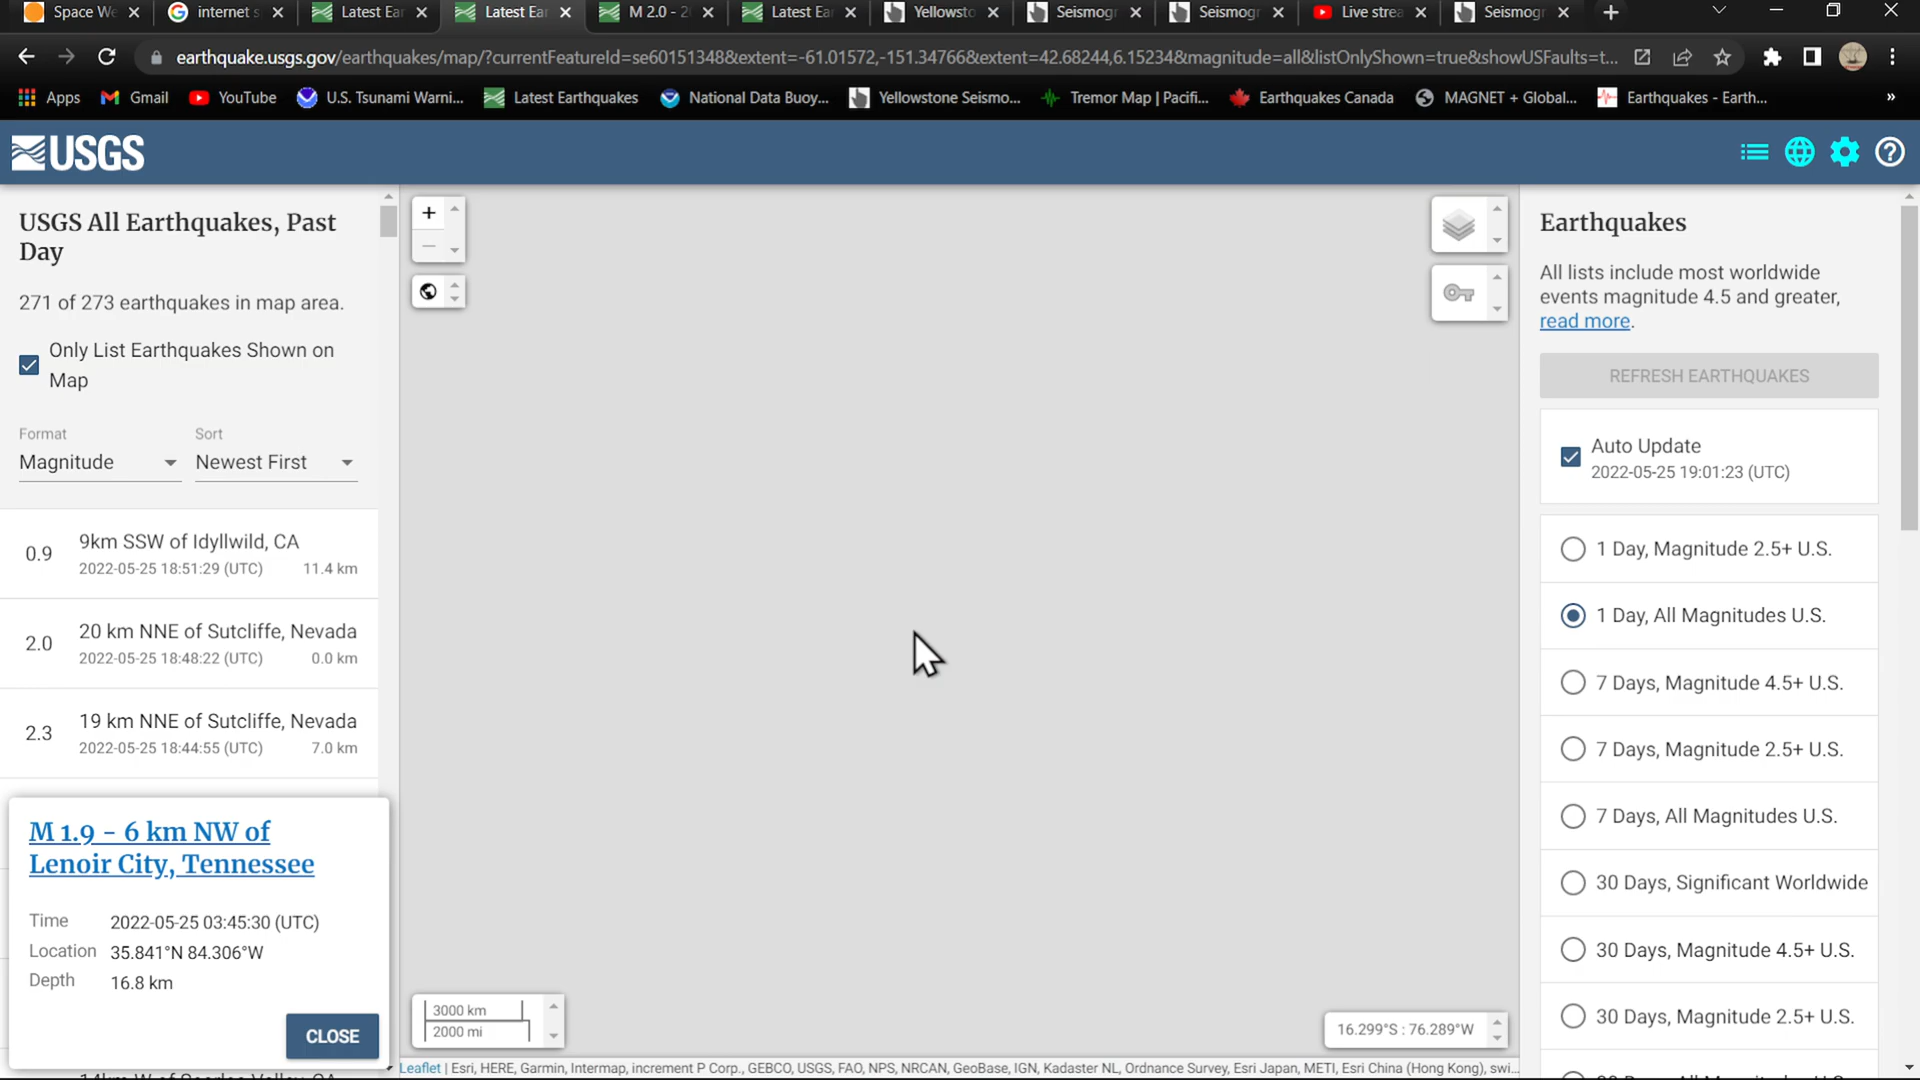 Space We
internet s
Latest Ear
Latest Ear
M 2.0 - 2
Latest Ear
Yellowsto
Seismogr
Seismogr
Live strea
Seismogr
earthquake.usgs.gov/earthquakes/map/?currentFeatureId=se60151348&extent=-61.01572,-151.34766&extent=42.68244,6.15234&magnitude=all&listOnlyShown=true&showUSFaults=t...
Apps
Gmail
YouTube
U.S. Tsunami Warni...
Latest Earthquakes
National Data Buoy...
Yellowstone Seismo...
Tremor Map | Pacifi...
Earthquakes Canada
MAGNET + Global...
Earthquakes - Earth...
»
USGS
USGS All Earthquakes, Past
Day
271 of 273 earthquakes in map area.
Only List Earthquakes Shown on
Map
Format
Sort
Magnitude
Newest First
0.9
9km SSW of Idyllwild, CA
2022-05-25 18:51:29 (UTC) 11.4 km
2.0
20 km NNE of Sutcliffe, Nevada
2022-05-25 18:48:22 (UTC) 0.0 km
2.3
19 km NNE of Sutcliffe, Nevada
2022-05-25 18:44:55 (UTC) 7.0 km
M 1.9 - 6 km NW of
Lenoir City, Tennessee
Time 2022-05-25 03:45:30 (UTC)
Location 35.841°N 84.306°W
Depth 16.8 km
CLOSE
+
−
3000 km
2000 mi
16.299°S : 76.289°W
Leaflet | Esri, HERE, Garmin, Intermap, increment P Corp., GEBCO, USGS, FAO, NPS, NRCAN, GeoBase, IGN, Kadaster NL, Ordnance Survey, Esri Japan, METI, Esri China (Hong Kong), swi...
Earthquakes
All lists include most worldwide
events magnitude 4.5 and greater,
read more.
REFRESH EARTHQUAKES
Auto Update
2022-05-25 19:01:23 (UTC)
1 Day, Magnitude 2.5+ U.S.
1 Day, All Magnitudes U.S.
7 Days, Magnitude 4.5+ U.S.
7 Days, Magnitude 2.5+ U.S.
7 Days, All Magnitudes U.S.
30 Days, Significant Worldwide
30 Days, Magnitude 4.5+ U.S.
30 Days, Magnitude 2.5+ U.S.